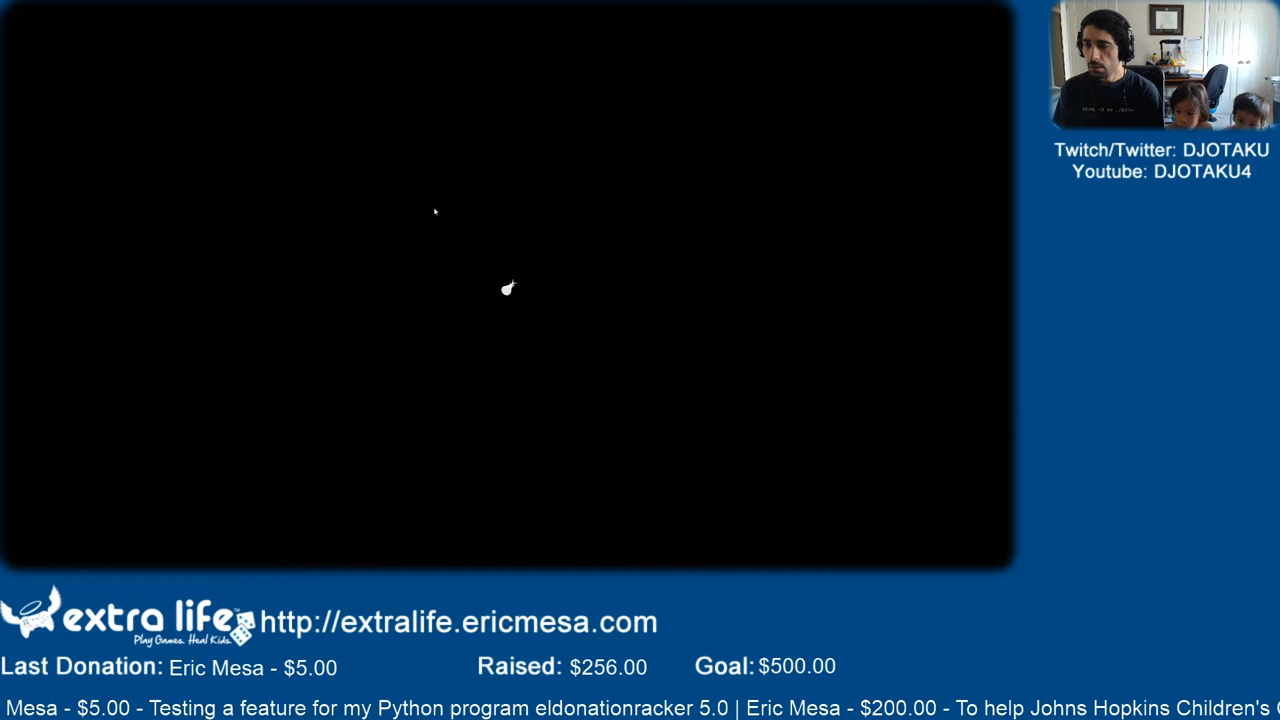 Twitch/Twitter: DJOTAKU
Youtube: DJOTAKU4
extra life
Play Games. Heal Kids.
http://extralife.ericmesa.com
Last Donation: Eric Mesa - $5.00
Raised: $256.00
Goal: $500.00
Mesa - $5.00 - Testing a feature for my Python program eldonationracker 5.0 | Eric Mesa - $200.00 - To help Johns Hopkins Children's